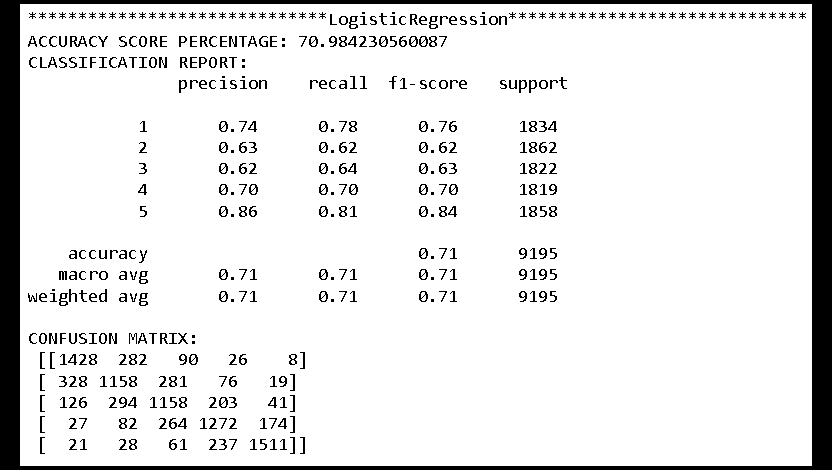 ******************************LogisticRegression******************************
ACCURACY SCORE PERCENTAGE: 70.984230560087
CLASSIFICATION REPORT:
precision recall f1-score support
1 0.74 0.78 0.76 1834
2 0.63 0.62 0.62 1862
3 0.62 0.64 0.63 1822
4 0.70 0.70 0.70 1819
5 0.86 0.81 0.84 1858
accuracy 0.71 9195
macro avg 0.71 0.71 0.71 9195
weighted avg 0.71 0.71 0.71 9195
CONFUSION MATRIX:
[[1428 282 90 26 8]
[ 328 1158 281 76 19]
[ 126 294 1158 203 41]
[ 27 82 264 1272 174]
[ 21 28 61 237 1511]]